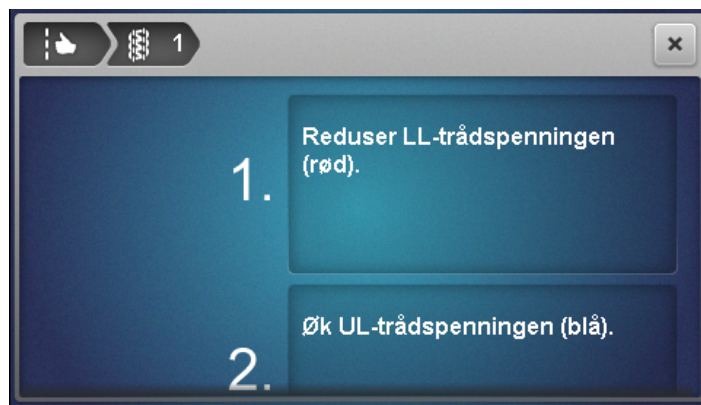 1
1.
Reduser LL-trådspenningen
(rød).
2.
Øk UL-trådspenningen (blå).